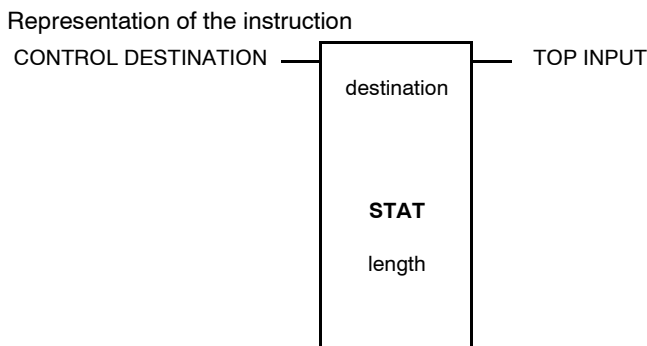 Representation of the instruction
CONTROL DESTINATION TOP INPUT
destination
STAT
length